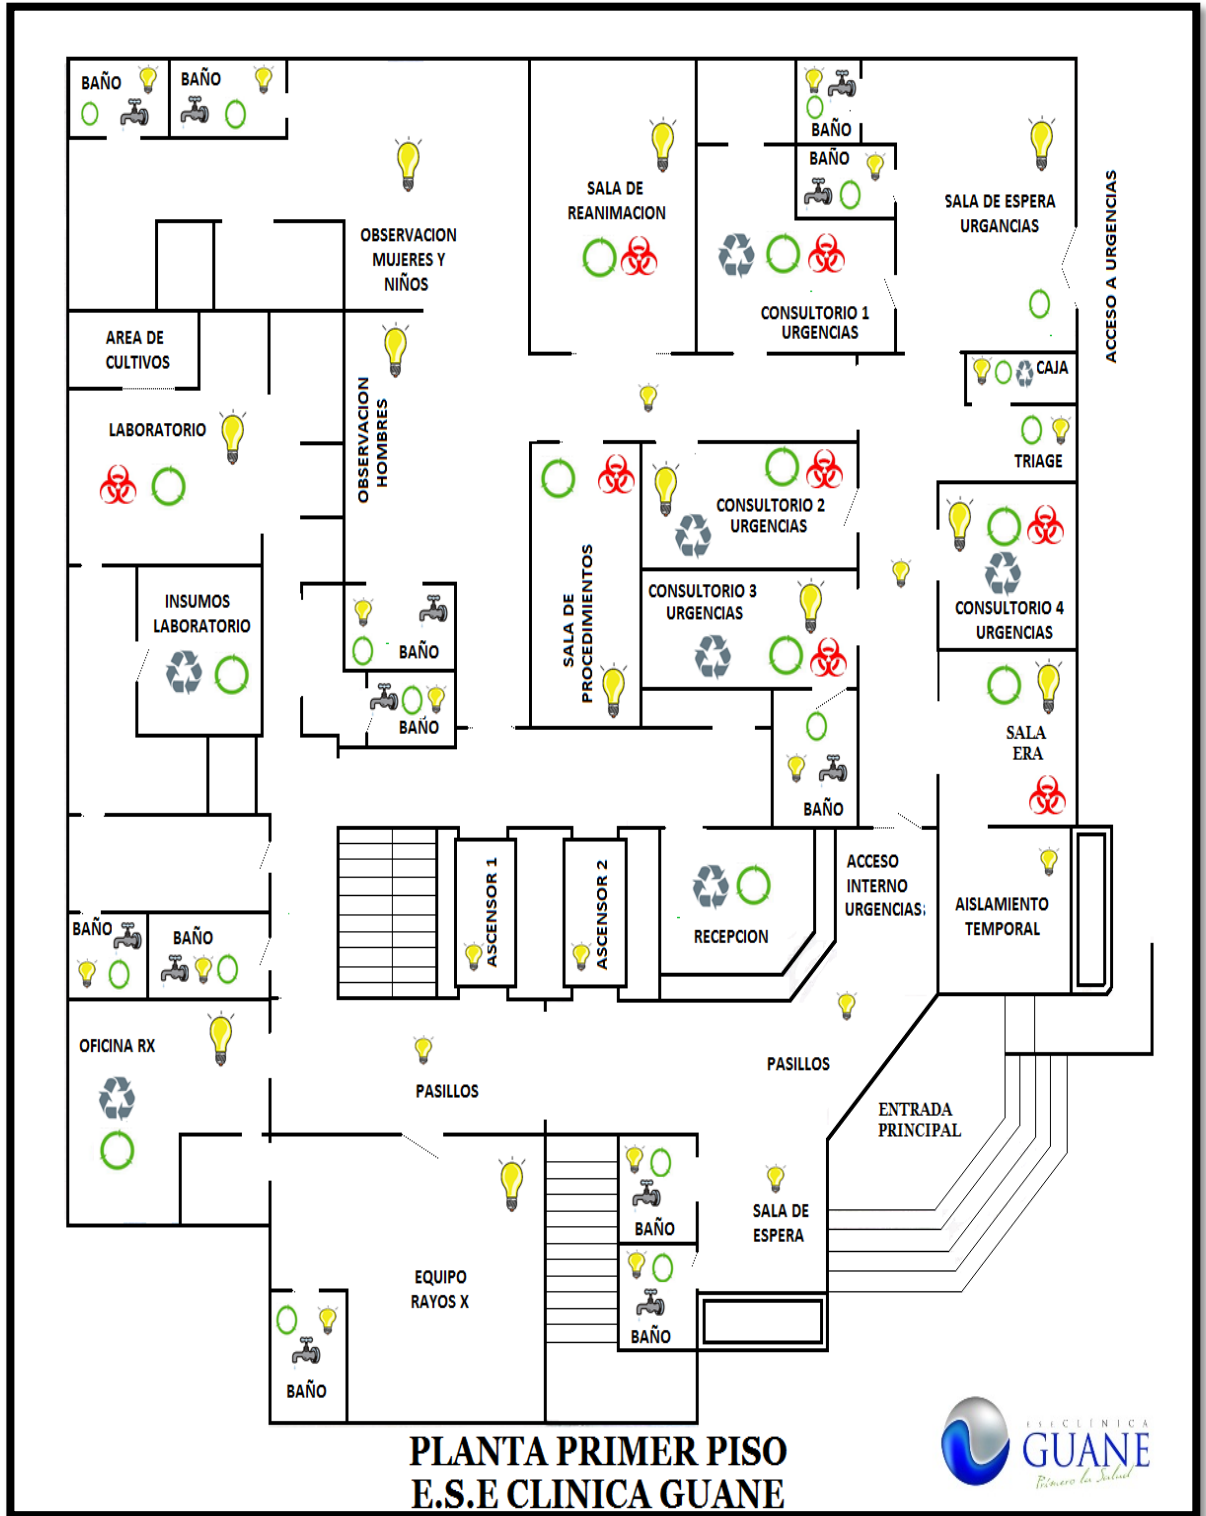 BAÑO
BAÑO
BAÑO
BAÑO
SALA DE
REANIMACION
SALA DE ESPERA
URGANCIAS
ACCESO A URGENCIAS
OBSERVACION
MUJERES Y
NIÑOS
CONSULTORIO 1
URGENCIAS
AREA DE
CULTIVOS
CAJA
LABORATORIO
OBSERVACION
HOMBRES
TRIAGE
CONSULTORIO 2
URGENCIAS
SALA DE
PROCEDIMIENTOS
INSUMOS
LABORATORIO
CONSULTORIO 3
URGENCIAS
CONSULTORIO 4
URGENCIAS
BAÑO
BAÑO
SALA
ERA
BAÑO
ASCENSOR 1
ASCENSOR 2
RECEPCION
ACCESO
INTERNO
URGENCIAS:
AISLAMIENTO
TEMPORAL
BAÑO
BAÑO
OFICINA RX
PASILLOS
PASILLOS
ENTRADA
PRINCIPAL
BAÑO
SALA DE
ESPERA
EQUIPO
RAYOS X
BAÑO
BAÑO
PLANTA PRIMER PISO
E.S.E CLINICA GUANE
E S E C L Í N I C A
GUANE
Primero la Salud